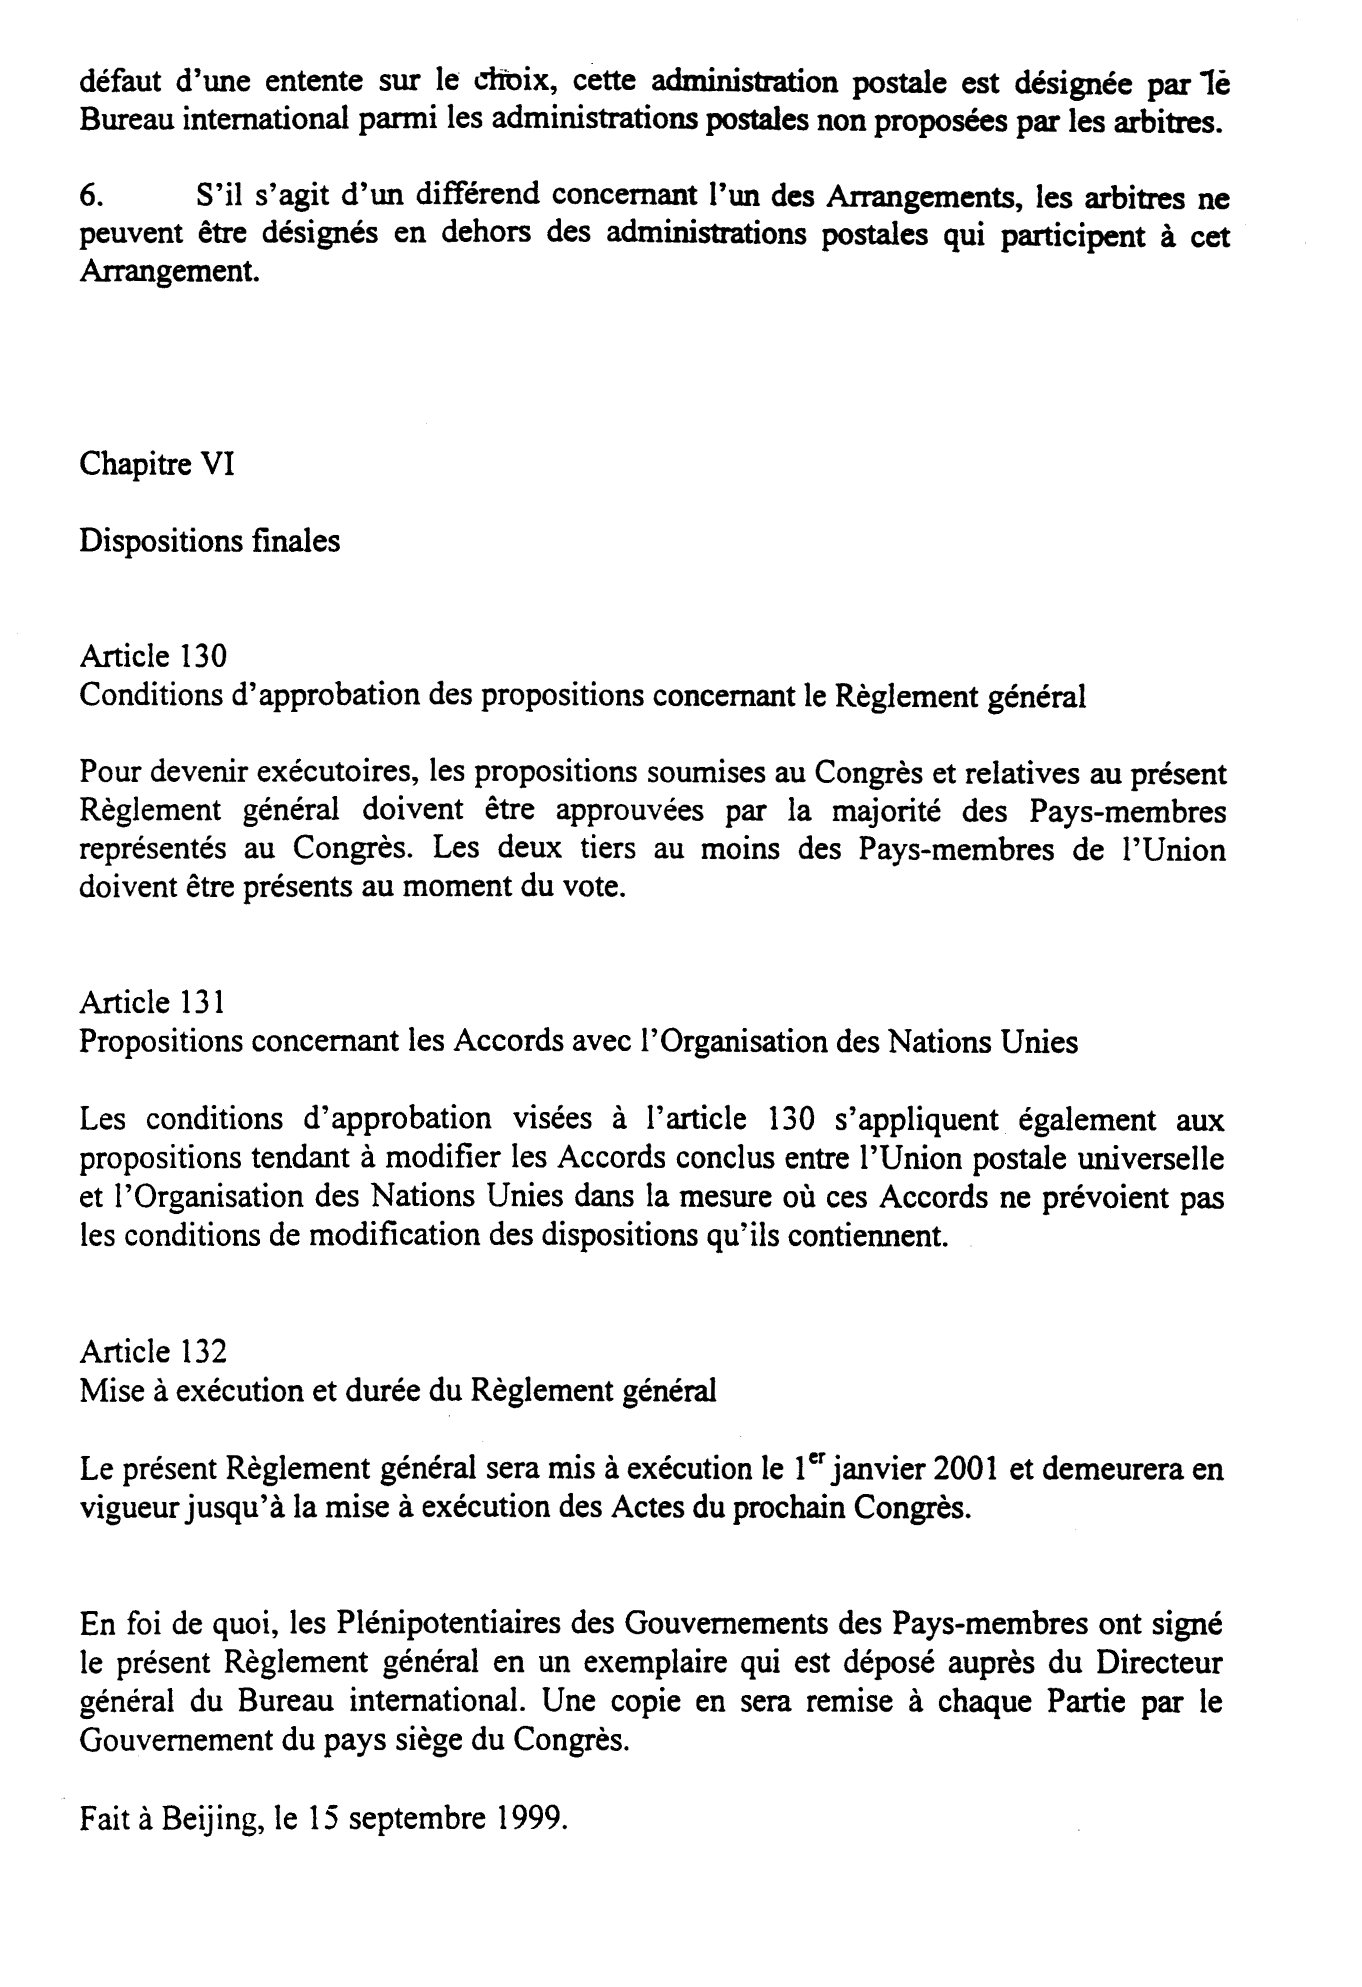 défaut d'une entente sur le choix, cette administration postale est désignée par le
Bureau international parmi les administrations postales non proposées par les arbitres.
6. S'il s'agit d'un différend concernant l'un des Arrangements, les arbitres ne
peuvent être désignés en dehors des administrations postales qui participent à cet
Arrangement.
Chapitre VI
Dispositions finales
Article 130
Conditions d'approbation des propositions concernant le Règlement général
Pour devenir exécutoires, les propositions soumises au Congrès et relatives au présent
Règlement général doivent être approuvées par la majorité des Pays-membres
représentés au Congrès. Les deux tiers au moins des Pays-membres de l'Union
doivent être présents au moment du vote.
Article 131
Propositions concernant les Accords avec l'Organisation des Nations Unies
Les conditions d'approbation visées à l'article 130 s'appliquent également aux
propositions tendant à modifier les Accords conclus entre l'Union postale universelle
et l'Organisation des Nations Unies dans la mesure où ces Accords ne prévoient pas
les conditions de modification des dispositions qu'ils contiennent.
Article 132
Mise à exécution et durée du Règlement général
Le présent Règlement général sera mis à exécution le 1er janvier 2001 et demeurera en
vigueur jusqu'à la mise à exécution des Actes du prochain Congrès.
En foi de quoi, les Plénipotentiaires des Gouvernements des Pays-membres ont signé
le présent Règlement général en un exemplaire qui est déposé auprès du Directeur
général du Bureau international. Une copie en sera remise à chaque Partie par le
Gouvernement du pays siège du Congrès.
Fait à Beijing, le 15 septembre 1999.